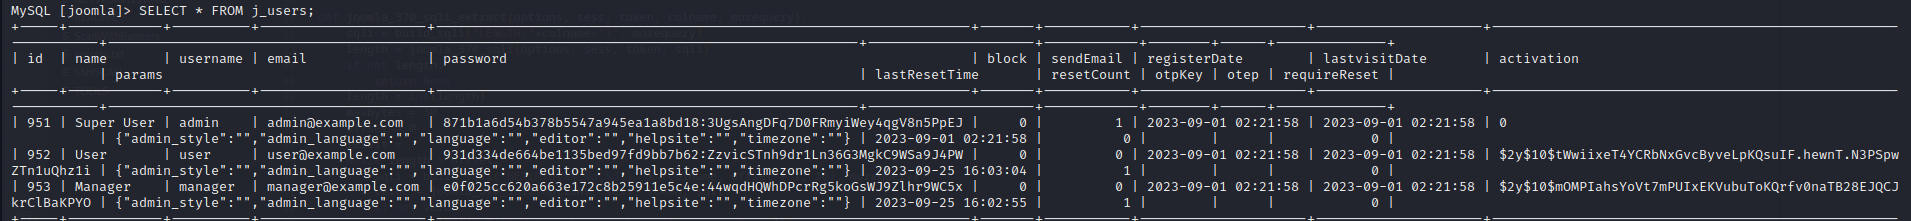 MySQL [joomla]> SELECT * FROM j_users;
| id | name | username | email | password | block | sendEmail | registerDate | lastvisitDate | activation
| params | lastResetTime | resetCount | otpKey | otep | requireReset |
| 951 | Super User | admin | admin@example.com | 871b1a6d54b378b5547a945ea1a8bd18:3UgsAngDFq7D0FRmyiWey4qgV8n5PpEJ | 0 | 1 | 2023-09-01 02:21:58 | 2023-09-01 02:21:58 | 0
| {"admin_style":"","admin_language":"","language":"","editor":"","helpsite":"","timezone":""} | 2023-09-01 02:21:58 | 0 | | | 0 |
| 952 | User | user | user@example.com | 931d334de664be1135bed97fd9bb7b62:ZzvicSTnh9dr1Ln36G3MgkC9WSa9J4PW | 0 | 0 | 2023-09-01 02:21:58 | 2023-09-01 02:21:58 | $2y$10$tWwiixeT4YCRbNxGvcByveLpKQsuIF.hewnT.N3PSpw
ZTn1uQhz1i | {"admin_style":"","admin_language":"","language":"","editor":"","helpsite":"","timezone":""} | 2023-09-25 16:03:04 | 1 | | | 0 |
| 953 | Manager | manager | manager@example.com | e0f025cc620a663e172c8b25911e5c4e:44wqdHQWhDPcrRg5koGsWJ9Zlhr9WC5x | 0 | 0 | 2023-09-01 02:21:58 | 2023-09-01 02:21:58 | $2y$10$mOMPIahsYoVt7mPUIxEKVubuToKQrfv0naTB28EJQCJ
krClBaKPYO | {"admin_style":"","admin_language":"","language":"","editor":"","helpsite":"","timezone":""} | 2023-09-25 16:02:55 | 1 | | | 0 |